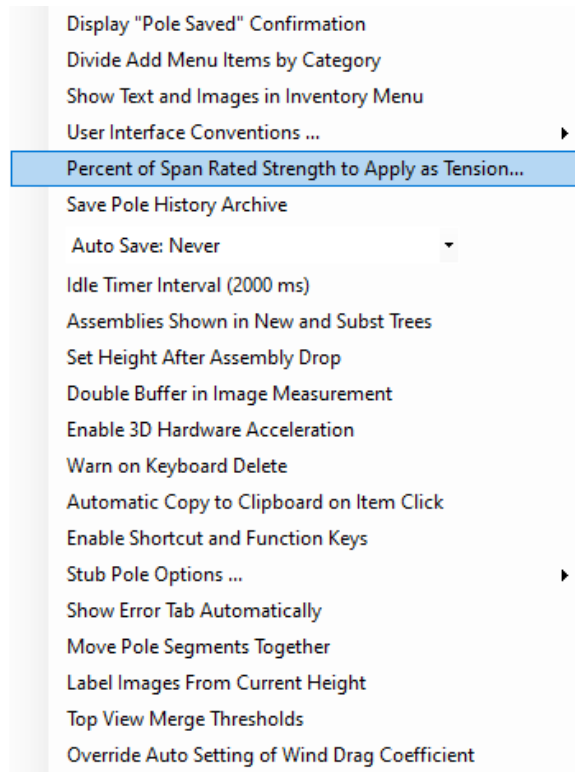 Display "Pole Saved" Confirmation
Divide Add Menu Items by Category
Show Text and Images in Inventory Menu
User Interface Conventions ...
Percent of Span Rated Strength to Apply as Tension...
Save Pole History Archive
Auto Save: Never
Idle Timer Interval (2000 ms)
Assemblies Shown in New and Subst Trees
Set Height After Assembly Drop
Double Buffer in Image Measurement
Enable 3D Hardware Acceleration
Warn on Keyboard Delete
Automatic Copy to Clipboard on Item Click
Enable Shortcut and Function Keys
Stub Pole Options ...
Show Error Tab Automatically
Move Pole Segments Together
Label Images From Current Height
Top View Merge Thresholds
Override Auto Setting of Wind Drag Coefficient